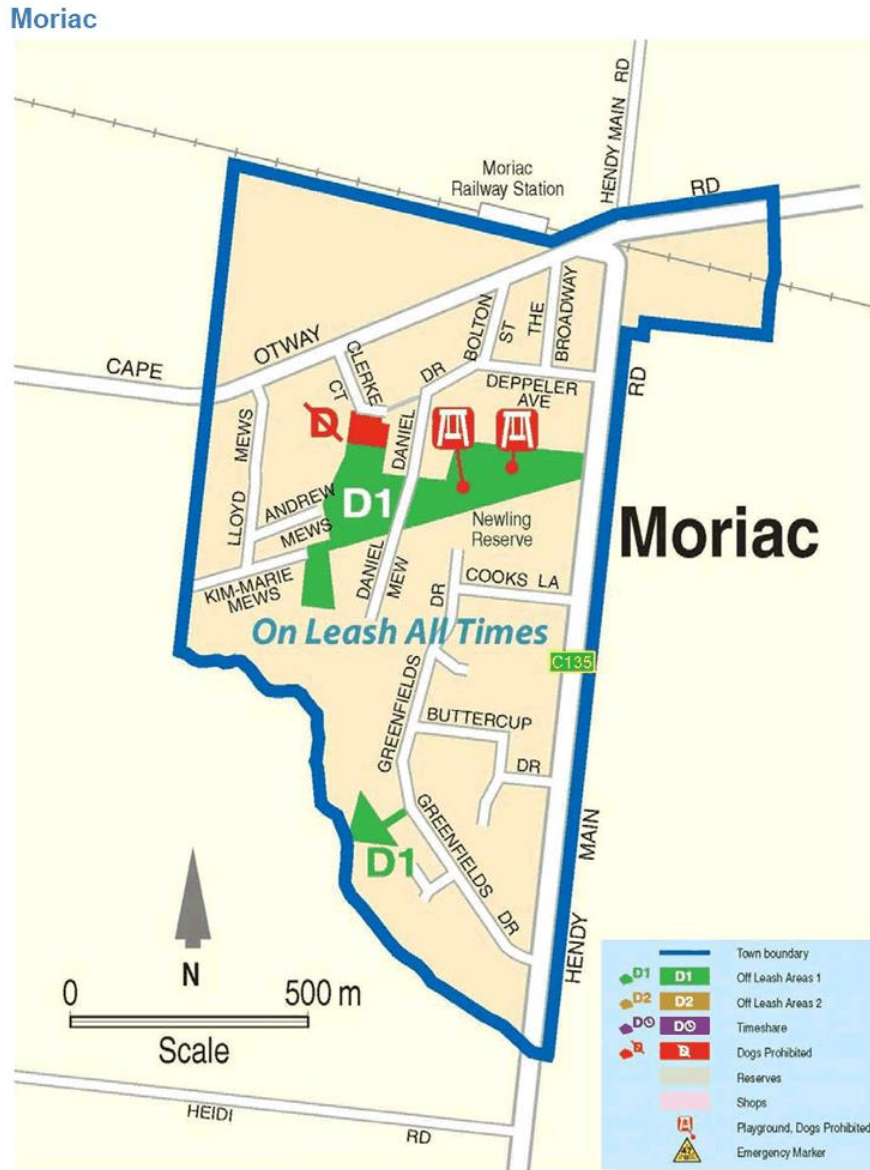 Moriac
Moriac
Railway Station
HENDY MAIN RD
RD
CAPE
OTWAY
CLERKE
CT
BOLTON
ST
THE
BROADWAY
DR
DEPPELER
AVE
RD
LLOYD MEWS
D
D1
DANIEL
ANDREW
MEWS
KIM-MARIE
MEWS
DANIEL
MEW
Newling
Reserve
Moriac
DR
COOKS LA
On Leash All Times
C135
GREENFIELDS
BUTTERCUP
DR
D1
GREENFIELDS
DR
HENDY MAIN
N
0 500 m
Scale
HEIDI RD
Town boundary
D1 D1 Off Leash Areas 1
D2 D2 Off Leash Areas 2
D D Timeshare
D D Dogs Prohibited
Reserves
Shops
Playground, Dogs Prohibited
47 Emergency Marker